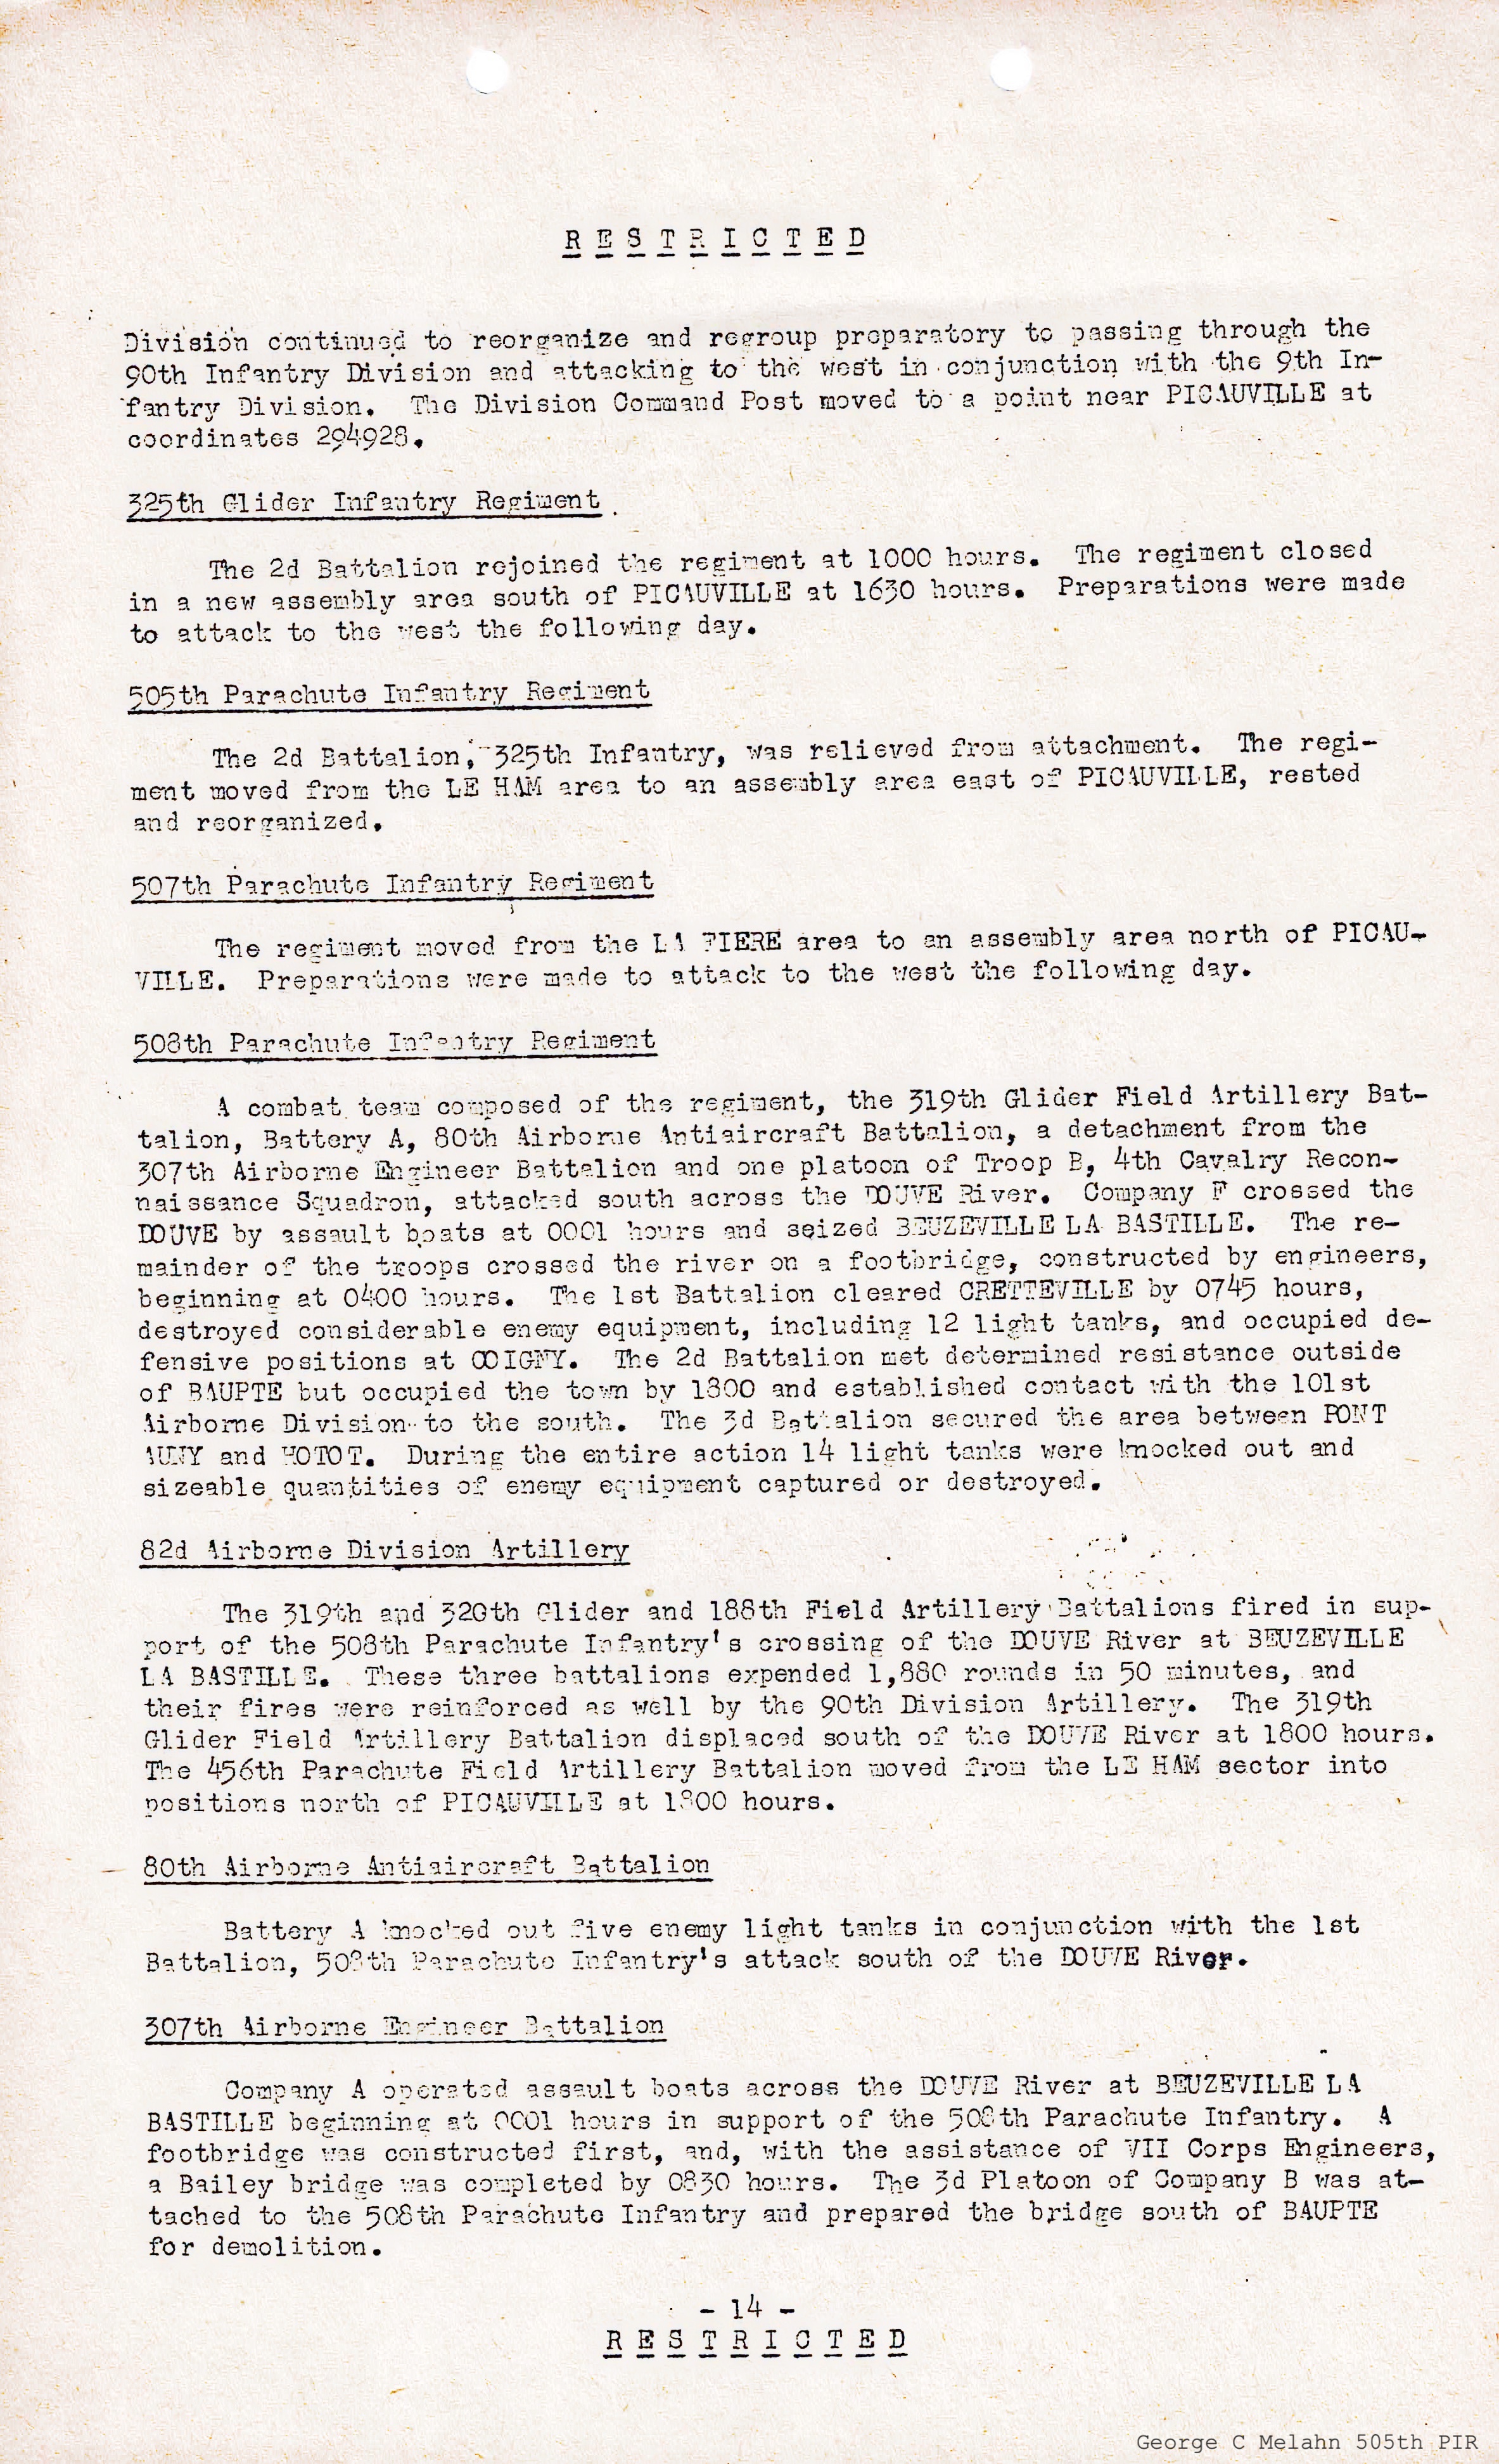 R E S T R I C T E D
Division continued to reorganize and regroup preparatory to passing through the
90th Infantry Division and attacking to the west in conjunction with the 9th In-
fantry Division. The Division Command Post moved to a point near PICAUVILLE at
coordinates 294928.
325th Glider Infantry Regiment
The 2d Battalion rejoined the regiment at 1000 hours. The regiment closed
in a new assembly area south of PICAUVILLE at 1630 hours. Preparations were made
to attack to the west the following day.
505th Parachute Infantry Regiment
The 2d Battalion, 325th Infantry, was relieved from attachment. The regi-
ment moved from the LE HAM area to an assembly area east of PICAUVILLE, rested
and reorganized.
507th Parachute Infantry Regiment
The regiment moved from the LA FIERE area to an assembly area north of PICAU-
VILLE. Preparations were made to attack to the west the following day.
508th Parachute Infantry Regiment
A combat team composed of the regiment, the 319th Glider Field Artillery Bat-
talion, Battery A, 80th Airborne Antiaircraft Battalion, a detachment from the
307th Airborne Engineer Battalion and one platoon of Troop B, 4th Cavalry Recon-
naissance Squadron, attacked south across the DOUVE River. Company F crossed the
DOUVE by assault boats at 0001 hours and seized BEUZEVILLE LA BASTILLE. The re-
mainder of the troops crossed the river on a footbridge, constructed by engineers,
beginning at 0400 hours. The 1st Battalion cleared CRETTEVILLE by 0745 hours,
destroyed considerable enemy equipment, including 12 light tanks, and occupied de-
fensive positions at COIGNY. The 2d Battalion met determined resistance outside
of BAUPTE but occupied the town by 1800 and established contact with the 101st
Airborne Division to the south. The 3d Battalion secured the area between PONT
AUNY and HOTOT. During the entire action 14 light tanks were knocked out and
sizeable quantities of enemy equipment captured or destroyed.
82d Airborne Division Artillery
The 319th and 320th Glider and 188th Field Artillery Battalions fired in sup-
port of the 508th Parachute Infantry's crossing of the DOUVE River at BEUZEVILLE
LA BASTILLE. These three battalions expended 1,880 rounds in 50 minutes, and
their fires were reinforced as well by the 90th Division Artillery. The 319th
Glider Field Artillery Battalion displaced south of the DOUVE River at 1800 hours.
The 456th Parachute Field Artillery Battalion moved from the LE HAM sector into
positions north of PICAUVILLE at 1800 hours.
80th Airborne Antiaircraft Battalion
Battery A knocked out five enemy light tanks in conjunction with the 1st
Battalion, 508th Parachute Infantry's attack south of the DOUVE River.
307th Airborne Engineer Battalion
Company A operated assault boats across the DOUVE River at BEUZEVILLE LA
BASTILLE beginning at 0001 hours in support of the 508th Parachute Infantry. A
footbridge was constructed first, and, with the assistance of VII Corps Engineers,
a Bailey bridge was completed by 0830 hours. The 3d Platoon of Company B was at-
tached to the 508th Parachute Infantry and prepared the bridge south of BAUPTE
for demolition.
- 14 -
R E S T R I C T E D
George C Melahn 505th PIR